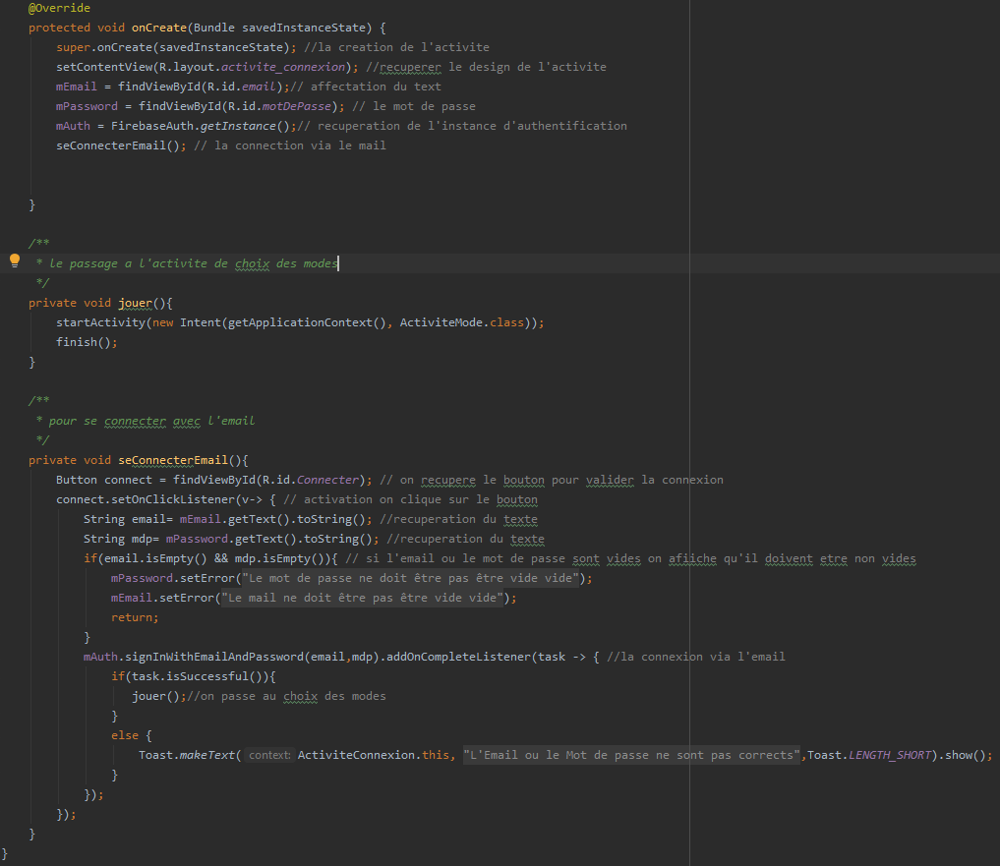 @Override
protected void onCreate(Bundle savedInstanceState) {
super.onCreate(savedInstanceState); //la creation de l'activite
setContentView(R.layout.activite_connexion); //recuperer le design de l'activite
mEmail = findViewById(R.id.email);// affectation du text
mPassword = findViewById(R.id.motDePasse); // le mot de passe
mAuth = FirebaseAuth.getInstance();// recuperation de l'instance d'authentification
seConnecterEmail(); // la connection via le mail
}
/**
* le passage a l'activite de choix des modes
*/
private void jouer(){
startActivity(new Intent(getApplicationContext(), ActiviteMode.class));
finish();
}
/**
* pour se connecter avec l'email
*/
private void seConnecterEmail(){
Button connect = findViewById(R.id.Connecter); // on recupere le bouton pour valider la connexion
connect.setOnClickListener(v-> { // activation on clique sur le bouton
String email= mEmail.getText().toString(); //recuperation du texte
String mdp= mPassword.getText().toString(); //recuperation du texte
if(email.isEmpty() && mdp.isEmpty()){ // si l'email ou le mot de passe sont vides on afiiche qu'il doivent etre non vides
mPassword.setError("Le mot de passe ne doit être pas être vide vide");
mEmail.setError("Le mail ne doit être pas être vide vide");
return;
}
mAuth.signInWithEmailAndPassword(email,mdp).addOnCompleteListener(task -> { //la connexion via l'email
if(task.isSuccessful()){
jouer();//on passe au choix des modes
}
else {
Toast.makeText( context: ActiviteConnexion.this, "L'Email ou le Mot de passe ne sont pas corrects",Toast.LENGTH_SHORT).show();
}
});
});
}
}